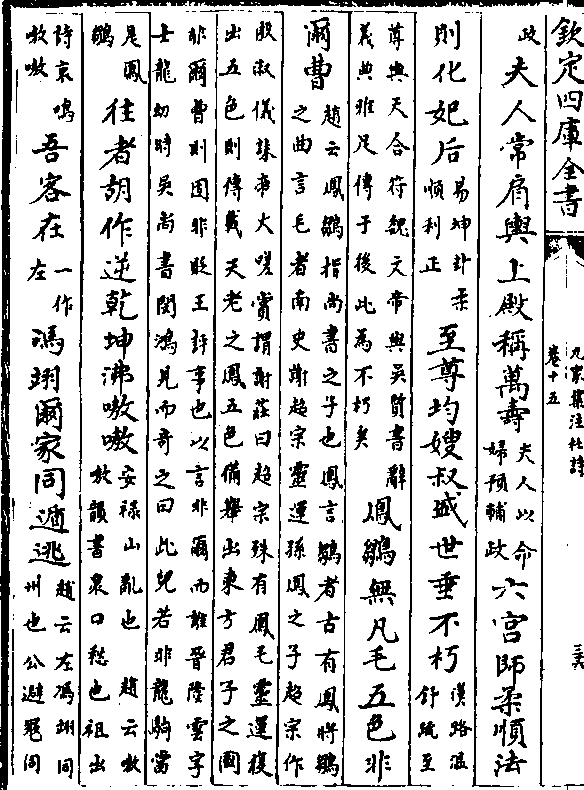 欽定四庫全書
九家集注杜詩
卷十五
政
夫人常肩輿上殿稱萬壽
夫人以命
婦預輔政
六宮師柔順法
則化妃后
易坤卦柔
順利正
至尊均嫂叔盛世垂不朽
漢路温
舒疏至
尊與天合符魏文帝與吳質書辭
義典雅足傳于後此為不朽矣
鳳鶵無凡毛五色非
爾曹
趙云鳳鶵指尚書之子也鳳言鶵者古有鳳將鶵
之曲言毛者南史謝超宗靈運孫鳳之子超宗作
殷淑儀誄帝大嗟賞謂謝莊曰超宗殊有鳳毛靈運復
出五色則傳載天老之鳳五色備舉出東方君子之國
非爾曹則固非貶王評事也以言非爾而誰晉陸雲字
士龍幼時吳尚書閔鴻見而奇之曰此兒若非龍駒當
是鳳
鶵
往者胡作逆乾坤沸嗷嗷
安禄山亂也 趙云嗷
於韻書衆口愁也祖出
詩哀鳴
嗷嗷
吾客在
一作
左
馮翊爾家同遁逃
趙云左馮翊同
州也公避寇同